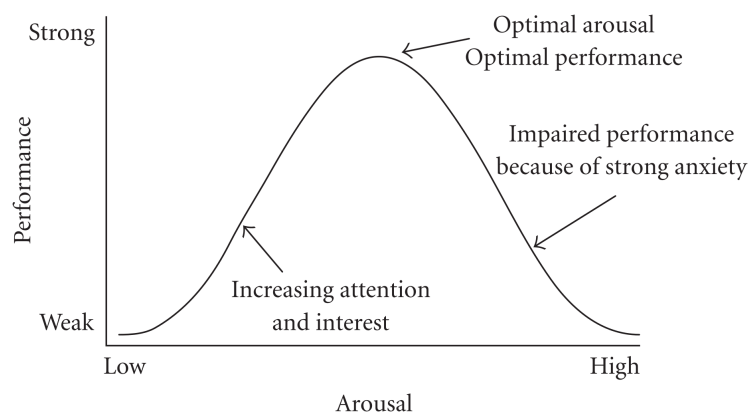 Strong
Optimal arousal
Optimal performance
Performance
Impaired performance
because of strong anxiety
Increasing attention
and interest
Weak
Low
High
Arousal